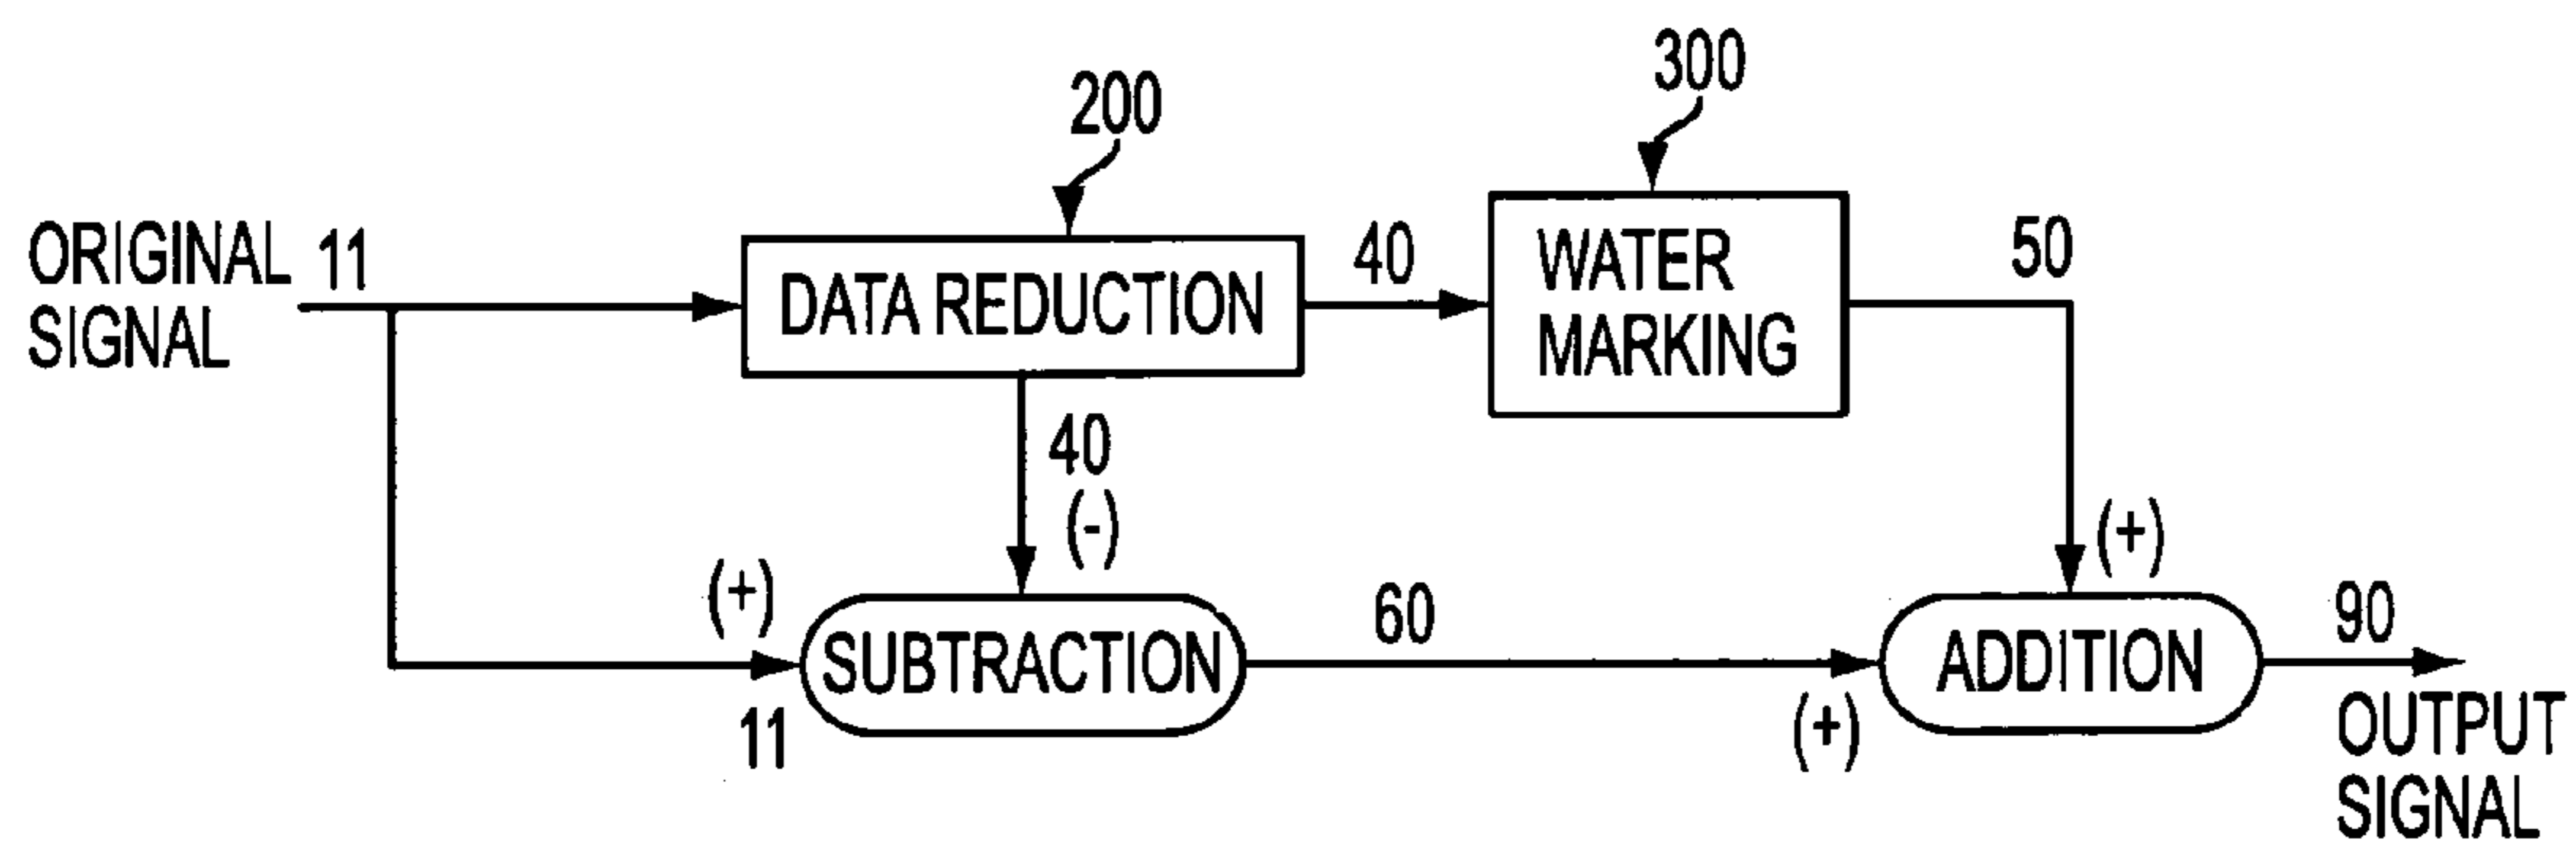 300
200
ORIGINAL 11
SIGNAL
DATA REDUCTION
40
WATER
MARKING
50
40
(-)
(+)
(+)
SUBTRACTION
11
60
(+)
ADDITION
90
OUTPUT
SIGNAL